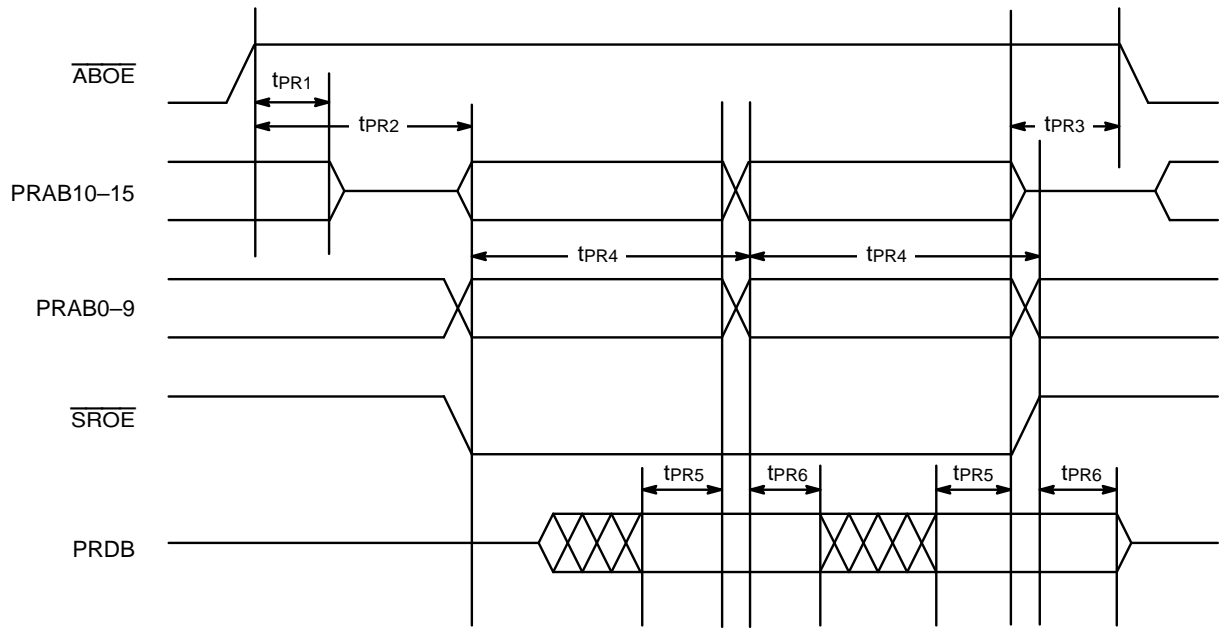 ABOE
tPR1
tPR2
tPR3
PRAB10–15
tPR4
tPR4
PRAB0–9
SROE
tPR5
tPR6
tPR5
tPR6
PRDB